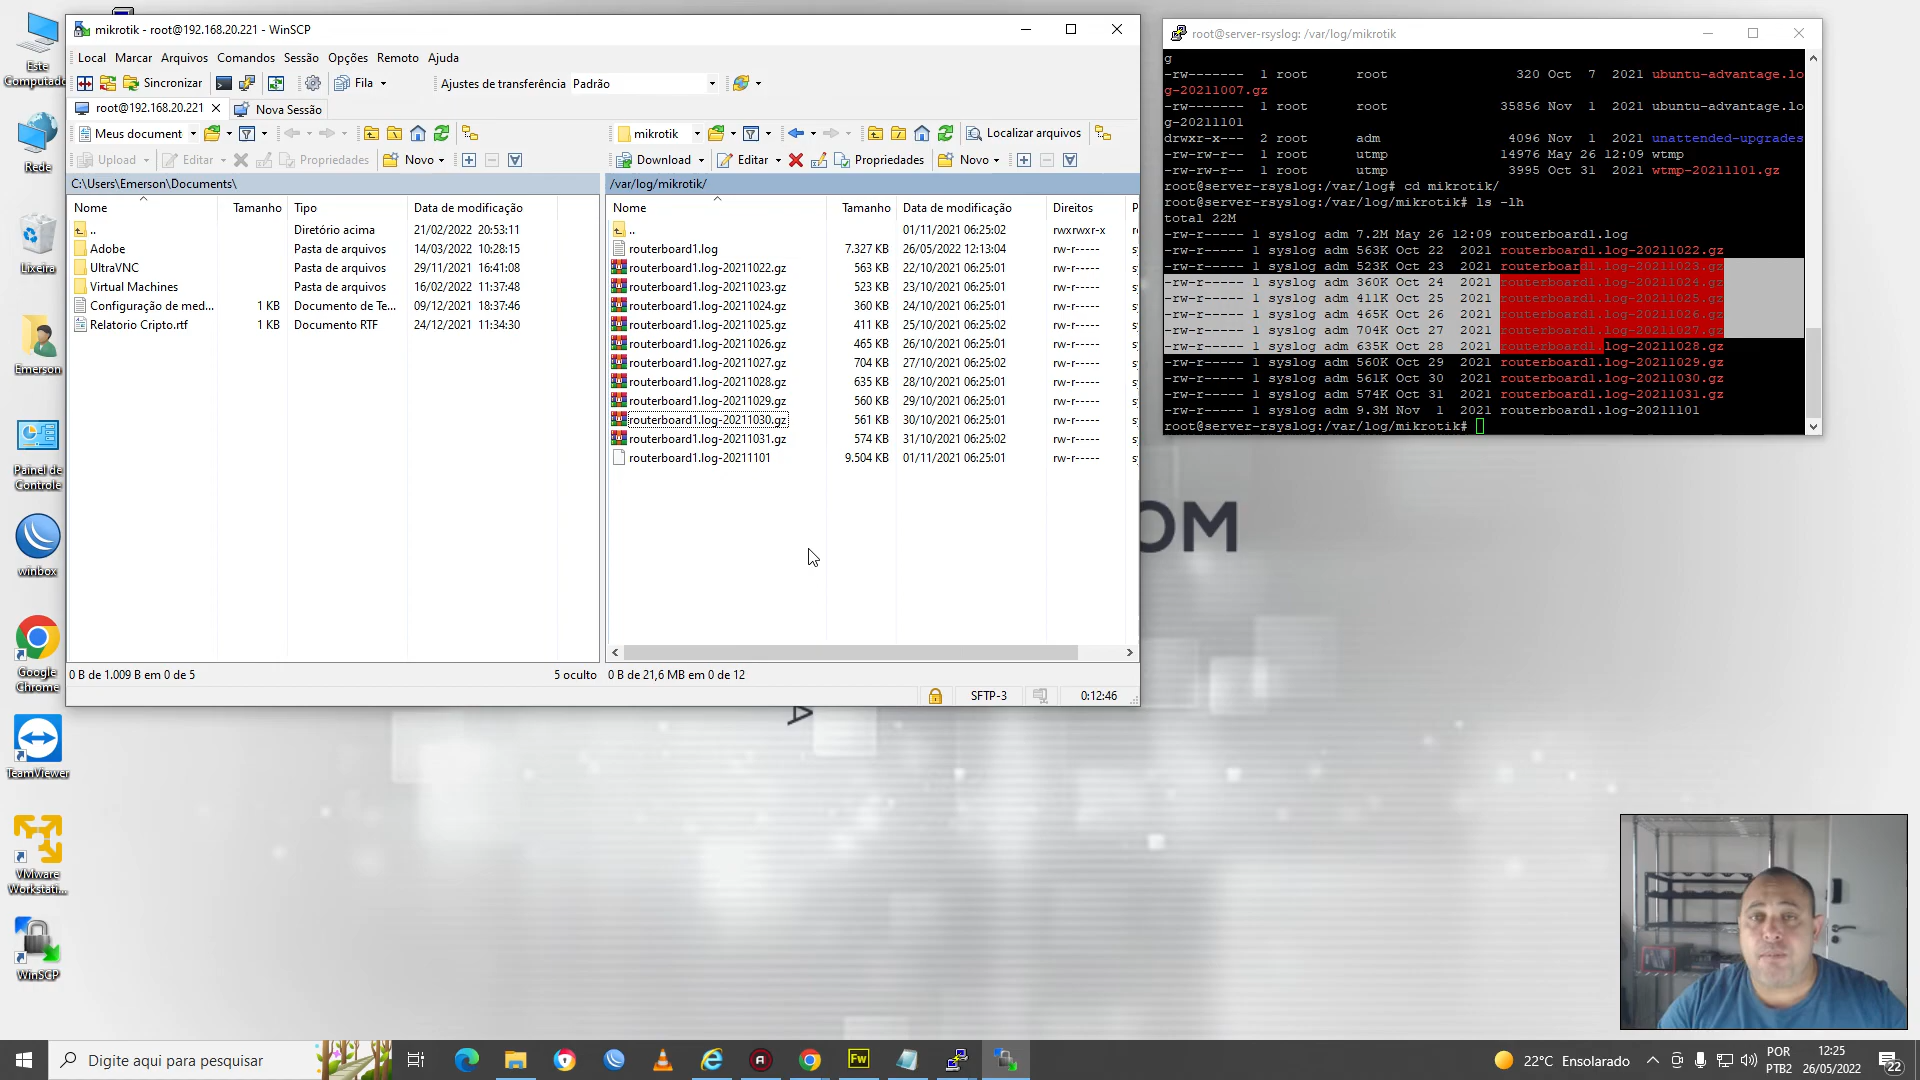 Este
Computado
Rede
Lixeira
Emerson
Painel de
Controle
winbox
Google
Chrome
TeamViewer
VMware
Workstati...
WinSCP
mikrotik - root@192.168.20.221 - WinSCP
Local Marcar Arquivos Comandos Sessão Opções Remoto Ajuda
Sincronizar Fila Ajustes de transferência Padrão
root@192.168.20.221 Nova Sessão
Meus document mikrotik Localizar arquivos
Upload Editar Propriedades Novo Download Editar Propriedades Novo
C:\Users\Emerson\Documents\
Nome Tamanho Tipo Data de modificação
.. Diretório acima 21/02/2022 20:53:11
Adobe Pasta de arquivos 14/03/2022 10:28:15
UltraVNC Pasta de arquivos 29/11/2021 16:41:08
Virtual Machines Pasta de arquivos 16/02/2022 11:37:48
Configuração de med... 1 KB Documento de Te... 09/12/2021 18:37:46
Relatorio Cripto.rtf 1 KB Documento RTF 24/12/2021 11:34:30
0 B de 1.009 B em 0 de 5 5 oculto
/var/log/mikrotik/
Nome Tamanho Data de modificação Direitos P
.. 01/11/2021 06:25:02 rwxrwxr-x
routerboard1.log 7.327 KB 26/05/2022 12:13:04 rw-r-----
routerboard1.log-20211022.gz 563 KB 22/10/2021 06:25:01 rw-r-----
routerboard1.log-20211023.gz 523 KB 23/10/2021 06:25:01 rw-r-----
routerboard1.log-20211024.gz 360 KB 24/10/2021 06:25:01 rw-r-----
routerboard1.log-20211025.gz 411 KB 25/10/2021 06:25:02 rw-r-----
routerboard1.log-20211026.gz 465 KB 26/10/2021 06:25:01 rw-r-----
routerboard1.log-20211027.gz 704 KB 27/10/2021 06:25:02 rw-r-----
routerboard1.log-20211028.gz 635 KB 28/10/2021 06:25:01 rw-r-----
routerboard1.log-20211029.gz 560 KB 29/10/2021 06:25:01 rw-r-----
routerboard1.log-20211030.gz 561 KB 30/10/2021 06:25:01 rw-r-----
routerboard1.log-20211031.gz 574 KB 31/10/2021 06:25:02 rw-r-----
routerboard1.log-20211101 9.504 KB 01/11/2021 06:25:01 rw-r-----
0 B de 21,6 MB em 0 de 12
SFTP-3 0:12:46
root@server-rsyslog: /var/log/mikrotik
g
-rw------- 1 root root 320 Oct 7 2021 ubuntu-advantage.lo
g-20211007.gz
-rw------- 1 root root 35856 Nov 1 2021 ubuntu-advantage.lo
g-20211101
drwxr-x--- 2 root adm 4096 Nov 1 2021 unattended-upgrades
-rw-rw-r-- 1 root utmp 14976 May 26 12:09 wtmp
-rw-rw-r-- 1 root utmp 3995 Oct 31 2021 wtmp-20211101.gz
root@server-rsyslog:/var/log# cd mikrotik/
root@server-rsyslog:/var/log/mikrotik# ls -lh
total 22M
-rw-r----- 1 syslog adm 7.2M May 26 12:09 routerboard1.log
-rw-r----- 1 syslog adm 563K Oct 22 2021 routerboard1.log-20211022.gz
-rw-r----- 1 syslog adm 523K Oct 23 2021 routerboard1.log-20211023.gz
-rw-r----- 1 syslog adm 360K Oct 24 2021 routerboard1.log-20211024.gz
-rw-r----- 1 syslog adm 411K Oct 25 2021 routerboard1.log-20211025.gz
-rw-r----- 1 syslog adm 465K Oct 26 2021 routerboard1.log-20211026.gz
-rw-r----- 1 syslog adm 704K Oct 27 2021 routerboard1.log-20211027.gz
-rw-r----- 1 syslog adm 635K Oct 28 2021 routerboard1.log-20211028.gz
-rw-r----- 1 syslog adm 560K Oct 29 2021 routerboard1.log-20211029.gz
-rw-r----- 1 syslog adm 561K Oct 30 2021 routerboard1.log-20211030.gz
-rw-r----- 1 syslog adm 574K Oct 31 2021 routerboard1.log-20211031.gz
-rw-r----- 1 syslog adm 9.3M Nov 1 2021 routerboard1.log-20211101
root@server-rsyslog:/var/log/mikrotik#
OM
Digite aqui para pesquisar
Fw
22°C Ensolarado
POR
PTB2
12:25
26/05/2022
22